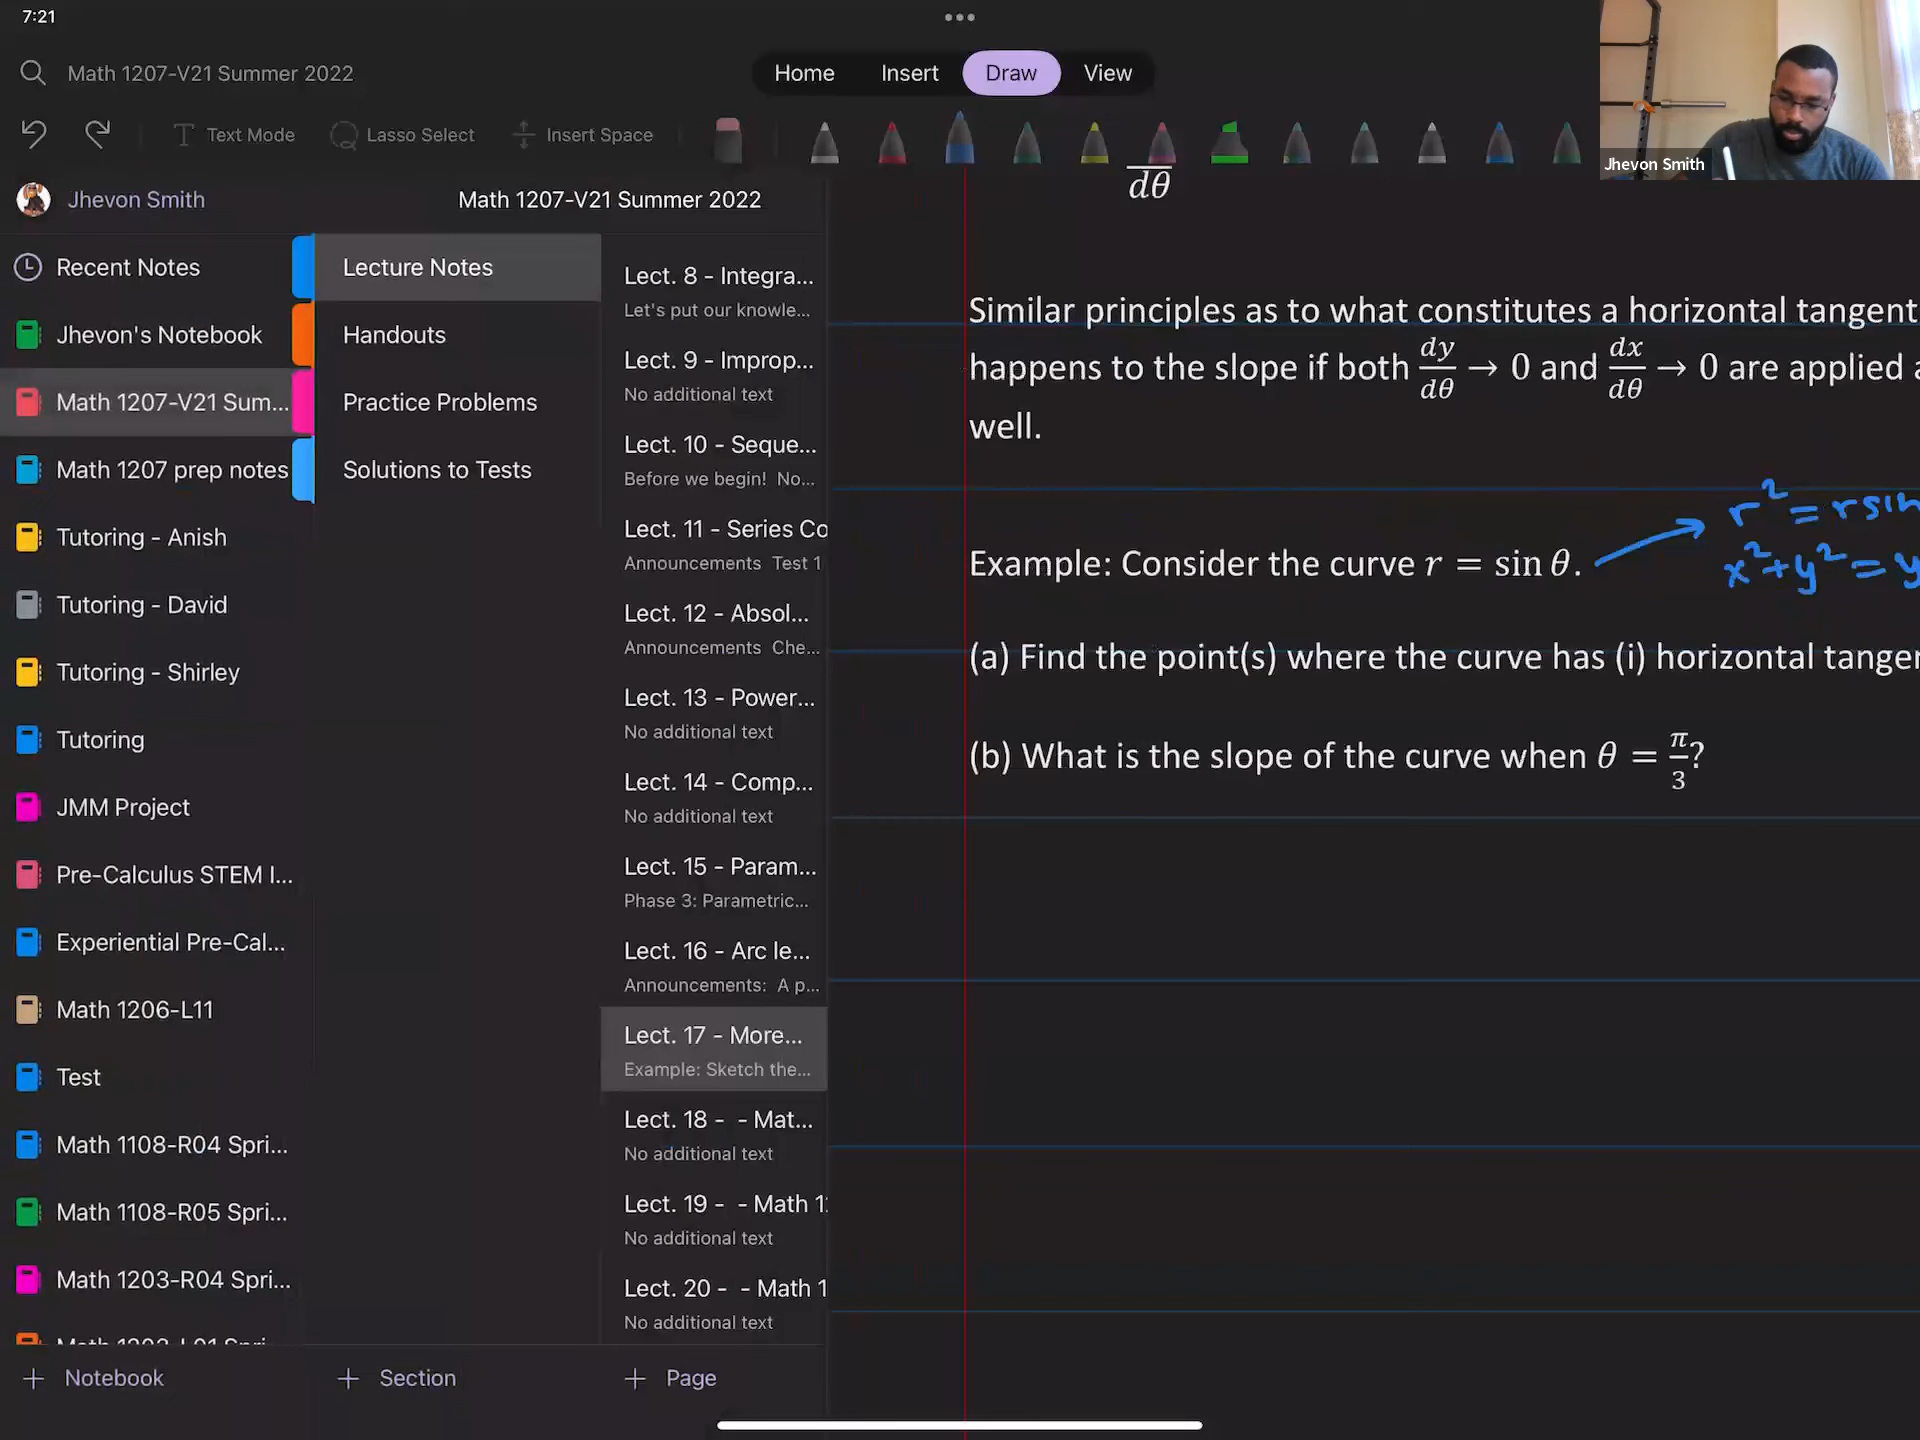 7:21
Math 1207-V21 Summer 2022
Home Insert Draw View
Text Mode Lasso Select Insert Space
Jhevon Smith
Jhevon Smith
Math 1207-V21 Summer 2022
Recent Notes
Jhevon's Notebook
Math 1207-V21 Sum...
Math 1207 prep notes
Tutoring - Anish
Tutoring - David
Tutoring - Shirley
Tutoring
JMM Project
Pre-Calculus STEM I...
Experiential Pre-Cal...
Math 1206-L11
Test
Math 1108-R04 Spri...
Math 1108-R05 Spri...
Math 1203-R04 Spri...
Notebook
Lecture Notes
Handouts
Practice Problems
Solutions to Tests
Section
Lect. 8 - Integra...
Let's put our knowle...
Lect. 9 - Improp...
No additional text
Lect. 10 - Seque...
Before we begin! No...
Lect. 11 - Series Co
Announcements Test 1
Lect. 12 - Absol...
Announcements Che...
Lect. 13 - Power...
No additional text
Lect. 14 - Comp...
No additional text
Lect. 15 - Param...
Phase 3: Parametric...
Lect. 16 - Arc le...
Announcements: A p...
Lect. 17 - More...
Example: Sketch the...
Lect. 18 - - Mat...
No additional text
Lect. 19 - - Math 1
No additional text
Lect. 20 - - Math 1
No additional text
Page
dθ
Similar principles as to what constitutes a horizontal tangent
happens to the slope if both dy/dθ → 0 and dx/dθ → 0 are applied a
well.
r² = r sin
Example: Consider the curve r = sin θ.
x² + y² = y
(a) Find the point(s) where the curve has (i) horizontal tange
(b) What is the slope of the curve when θ = π/3?